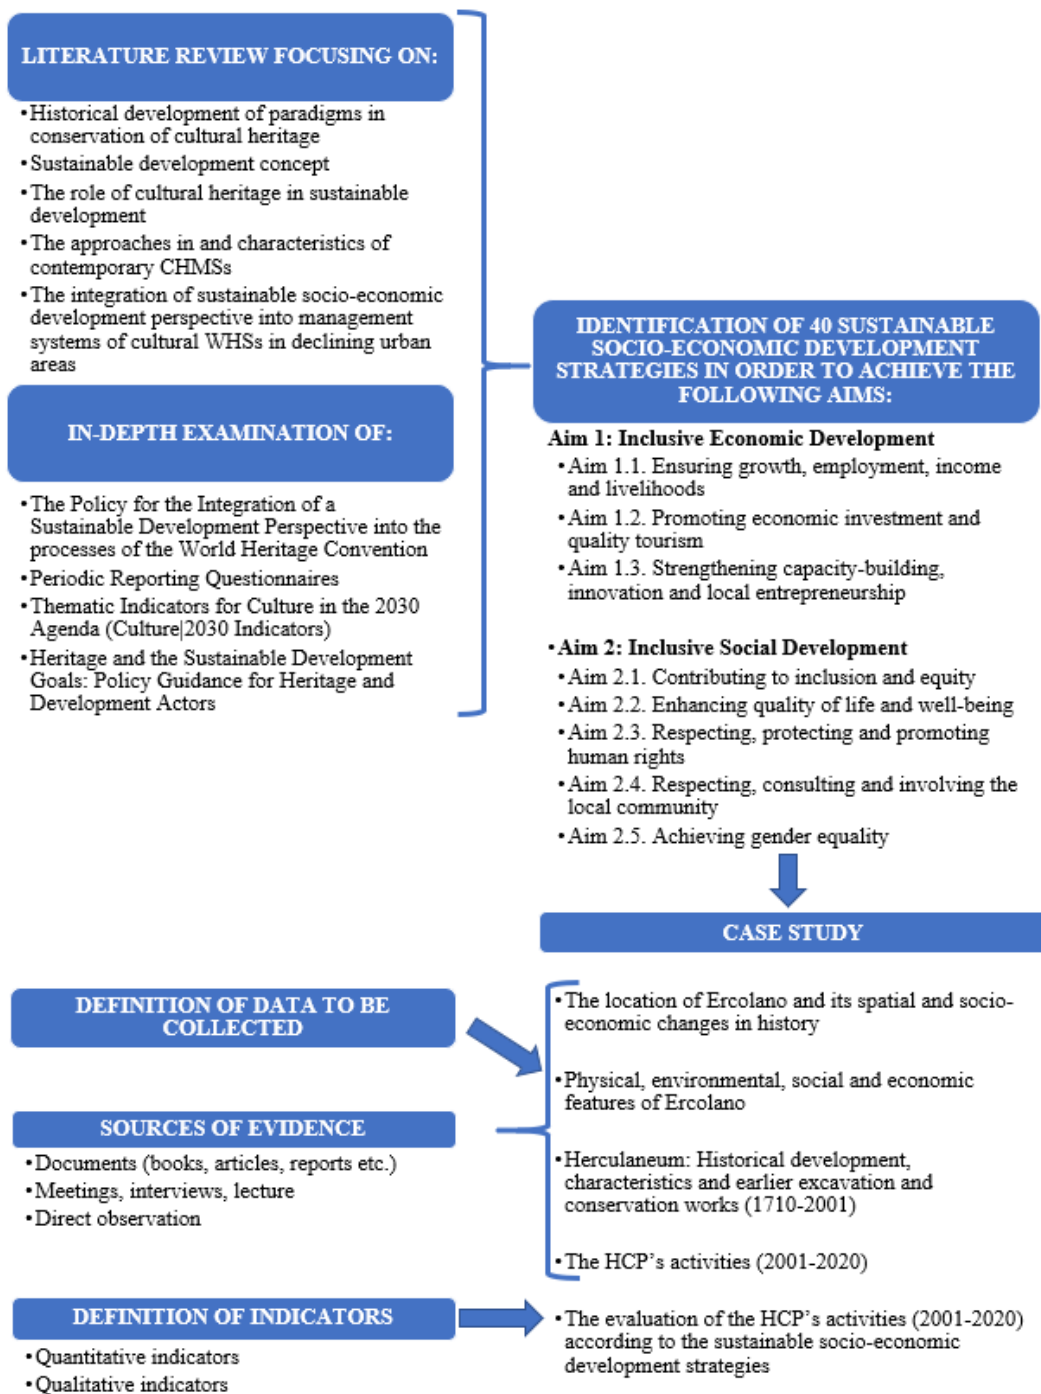 LITERATURE REVIEW FOCUSING ON:
•Historical development of paradigms in
conservation of cultural heritage
•Sustainable development concept
•The role of cultural heritage in sustainable
development
•The approaches in and characteristics of
contemporary CHMSs
•The integration of sustainable socio-economic
development perspective into management
systems of cultural WHSs in declining urban
areas
IN-DEPTH EXAMINATION OF:
•The Policy for the Integration of a
Sustainable Development Perspective into the
processes of the World Heritage Convention
•Periodic Reporting Questionnaires
•Thematic Indicators for Culture in the 2030
Agenda (Culture|2030 Indicators)
•Heritage and the Sustainable Development
Goals: Policy Guidance for Heritage and
Development Actors
IDENTIFICATION OF 40 SUSTAINABLE
SOCIO-ECONOMIC DEVELOPMENT
STRATEGIES IN ORDER TO ACHIEVE THE
FOLLOWING AIMS:
Aim 1: Inclusive Economic Development
•Aim 1.1. Ensuring growth, employment, income
and livelihoods
•Aim 1.2. Promoting economic investment and
quality tourism
•Aim 1.3. Strengthening capacity-building,
innovation and local entrepreneurship
•Aim 2: Inclusive Social Development
•Aim 2.1. Contributing to inclusion and equity
•Aim 2.2. Enhancing quality of life and well-being
•Aim 2.3. Respecting, protecting and promoting
human rights
•Aim 2.4. Respecting, consulting and involving the
local community
•Aim 2.5. Achieving gender equality
CASE STUDY
DEFINITION OF DATA TO BE
COLLECTED
SOURCES OF EVIDENCE
•Documents (books, articles, reports etc.)
•Meetings, interviews, lecture
•Direct observation
•The location of Ercolano and its spatial and socio-
economic changes in history
•Physical, environmental, social and economic
features of Ercolano
•Herculaneum: Historical development,
characteristics and earlier excavation and
conservation works (1710-2001)
•The HCP's activities (2001-2020)
DEFINITION OF INDICATORS
•Quantitative indicators
•Qualitative indicators
•The evaluation of the HCP's activities (2001-2020)
according to the sustainable socio-economic
development strategies